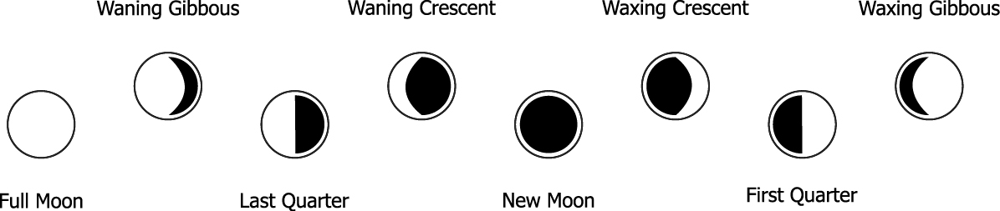 Waning Gibbous
Waning Crescent
Waxing Crescent
Waxing Gibbous
Full Moon
Last Quarter
New Moon
First Quarter